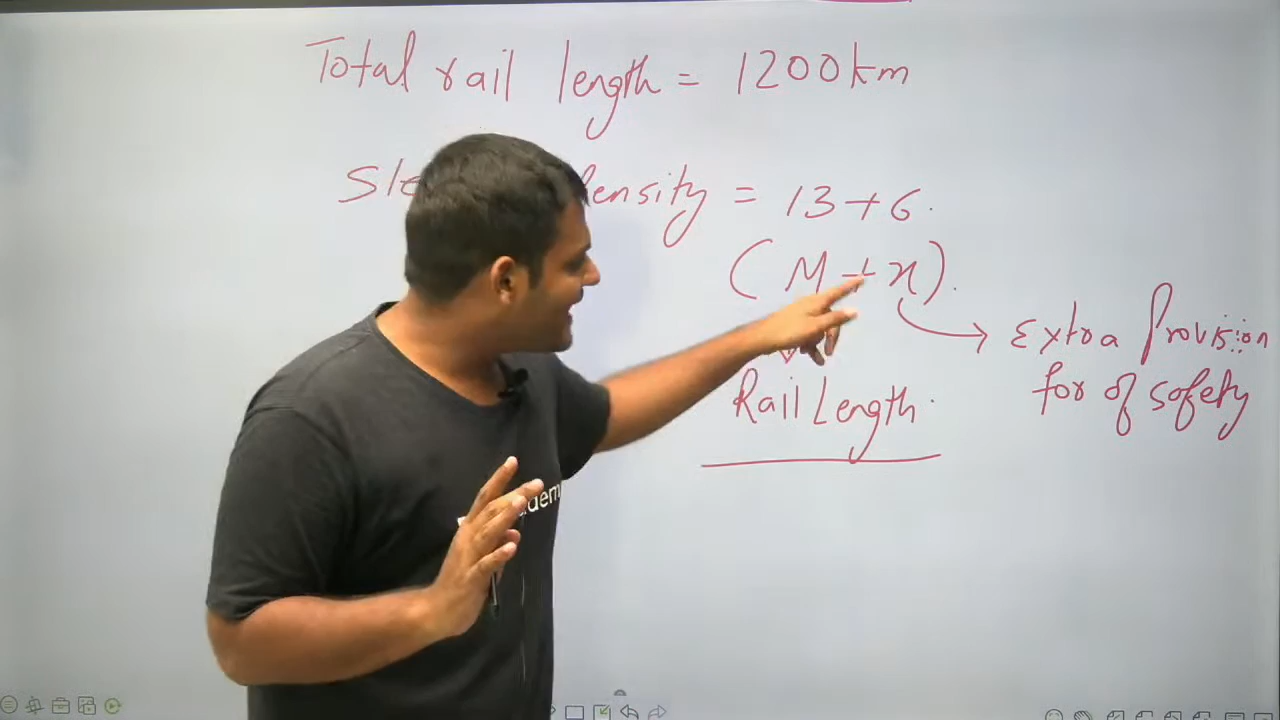 Total rail length = 1200km
Sle density = 13+6.
(M+x).
Extra Provision
for of safety
Rail Length.